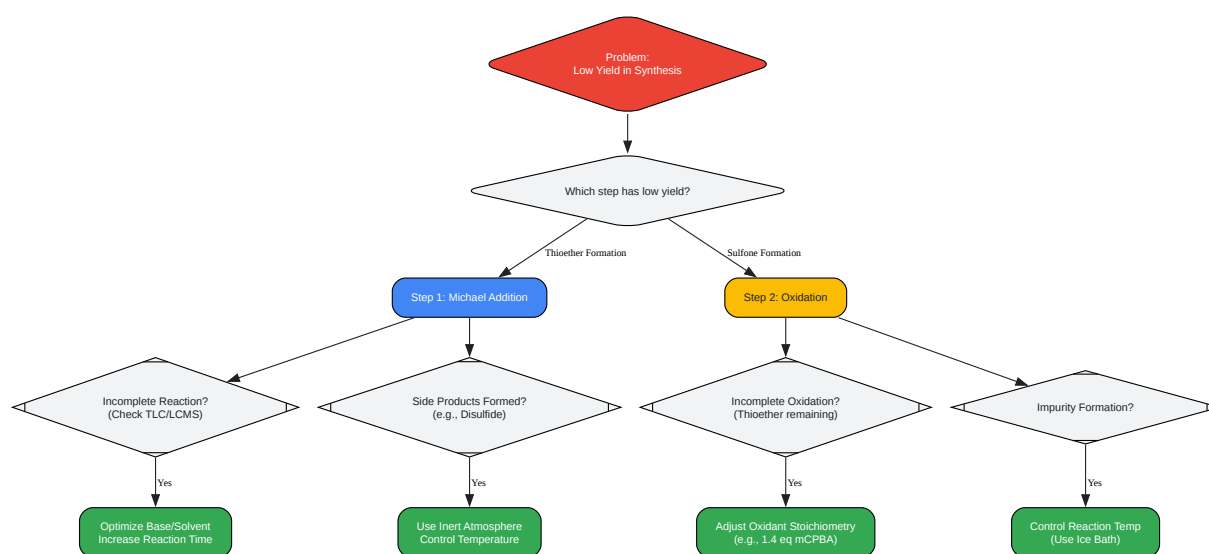 Problem:
Low Yield in Synthesis
Which step has low yield?
Thioether Formation
Sulfone Formation
Step 1: Michael Addition
Step 2: Oxidation
Incomplete Reaction?
(Check TLC/LCMS)
Side Products Formed?
(e.g., Disulfide)
Incomplete Oxidation?
(Thioether remaining)
Impurity Formation?
Yes
Yes
Yes
Yes
Optimize Base/Solvent
Increase Reaction Time
Use Inert Atmosphere
Control Temperature
Adjust Oxidant Stoichiometry
(e.g., 1.4 eq mCPBA)
Control Reaction Temp
(Use Ice Bath)